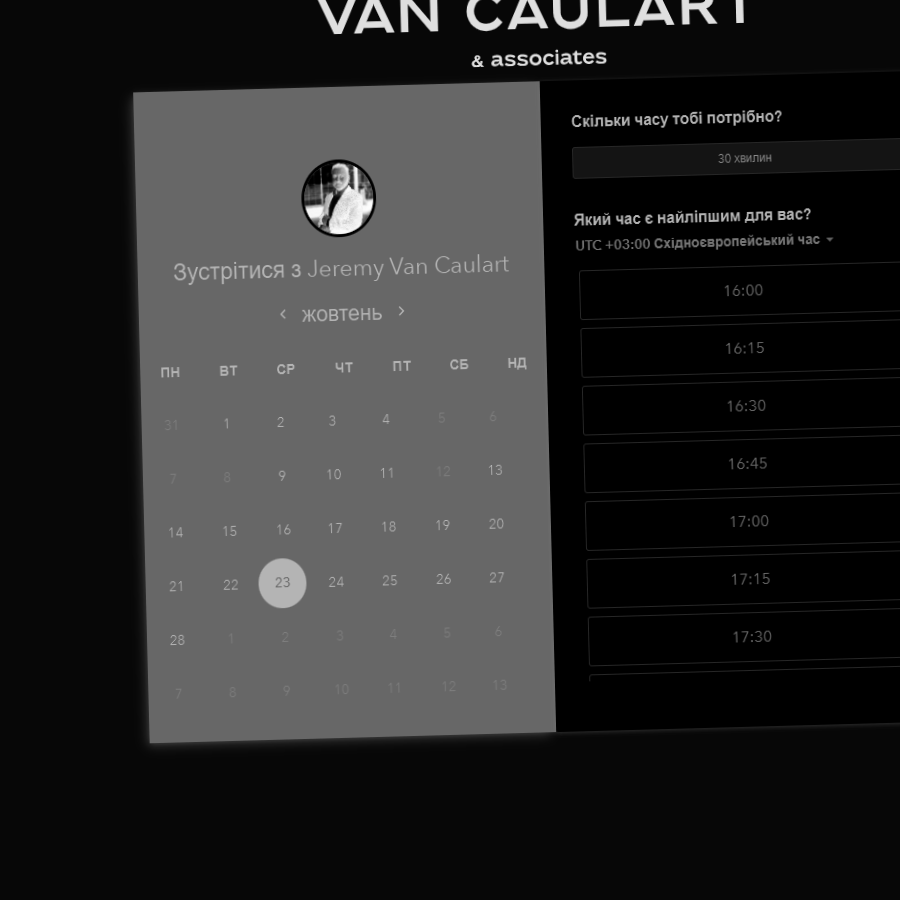 VAN CAULART
& associates
Зустрітися з Jeremy Van Caulart
‹ жовтень ›
ПН ВТ СР ЧТ ПТ СБ НД
31 1 2 3 4 5 6
7 8 9 10 11 12 13
14 15 16 17 18 19 20
21 22 23 24 25 26 27
28 1 2 3 4 5 6
7 8 9 10 11 12 13
Скільки часу тобі потрібно?
30 хвилин
Який час є найліпшим для вас?
UTC +03:00 Східноєвропейський час
16:00
16:15
16:30
16:45
17:00
17:15
17:30